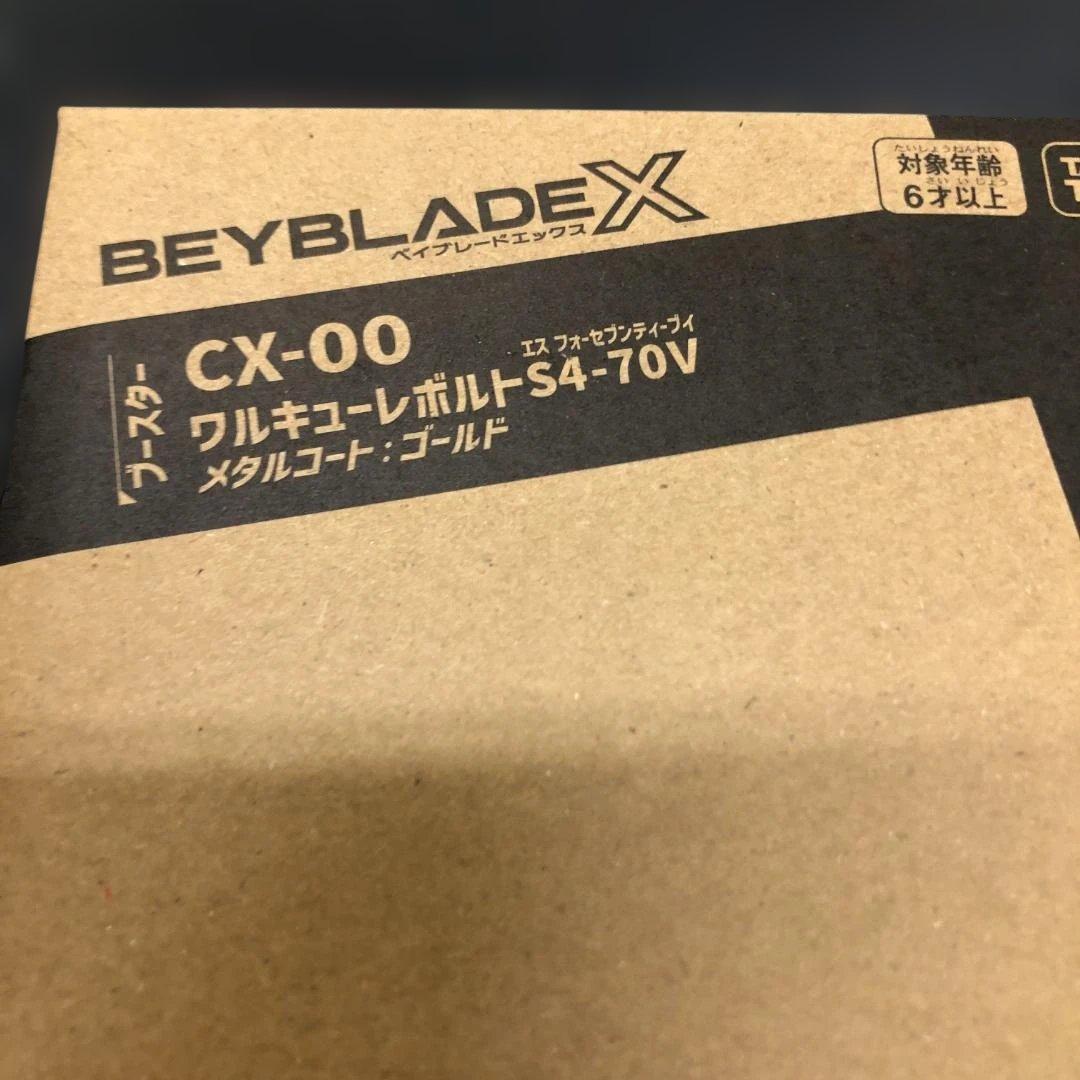 BEYBLADE X
ベイブレードエックス
たいしょうねんれい
対象年齢
さい いじょう
6才以上
ブースター
CX-00
エス フォーセブンティーブイ
ワルキューレボルトS4-70V
メタルコート：ゴールド